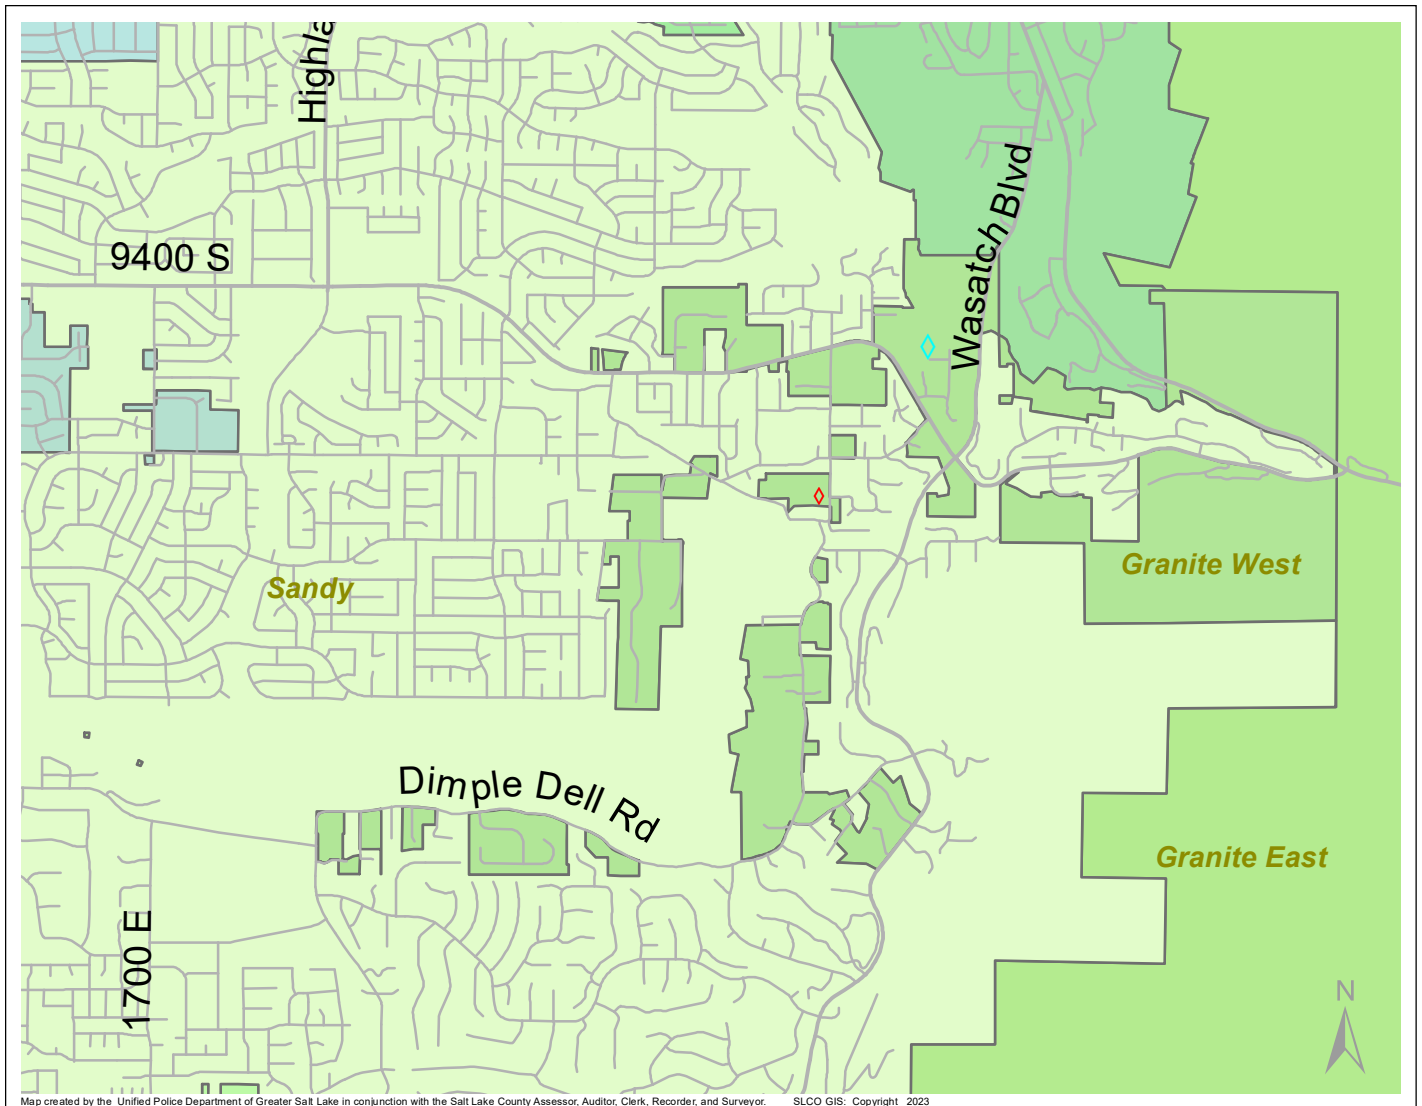 Highla
Wasatch Blvd
9400 S
Granite West
Sandy
Dimple Dell Rd
Granite East
1700 E
N
Map created by the Unified Police Department of Greater Salt Lake in conjunction with the Salt Lake County Assessor, Auditor, Clerk, Recorder, and Surveyor. SLCO GIS: Copyright 2023